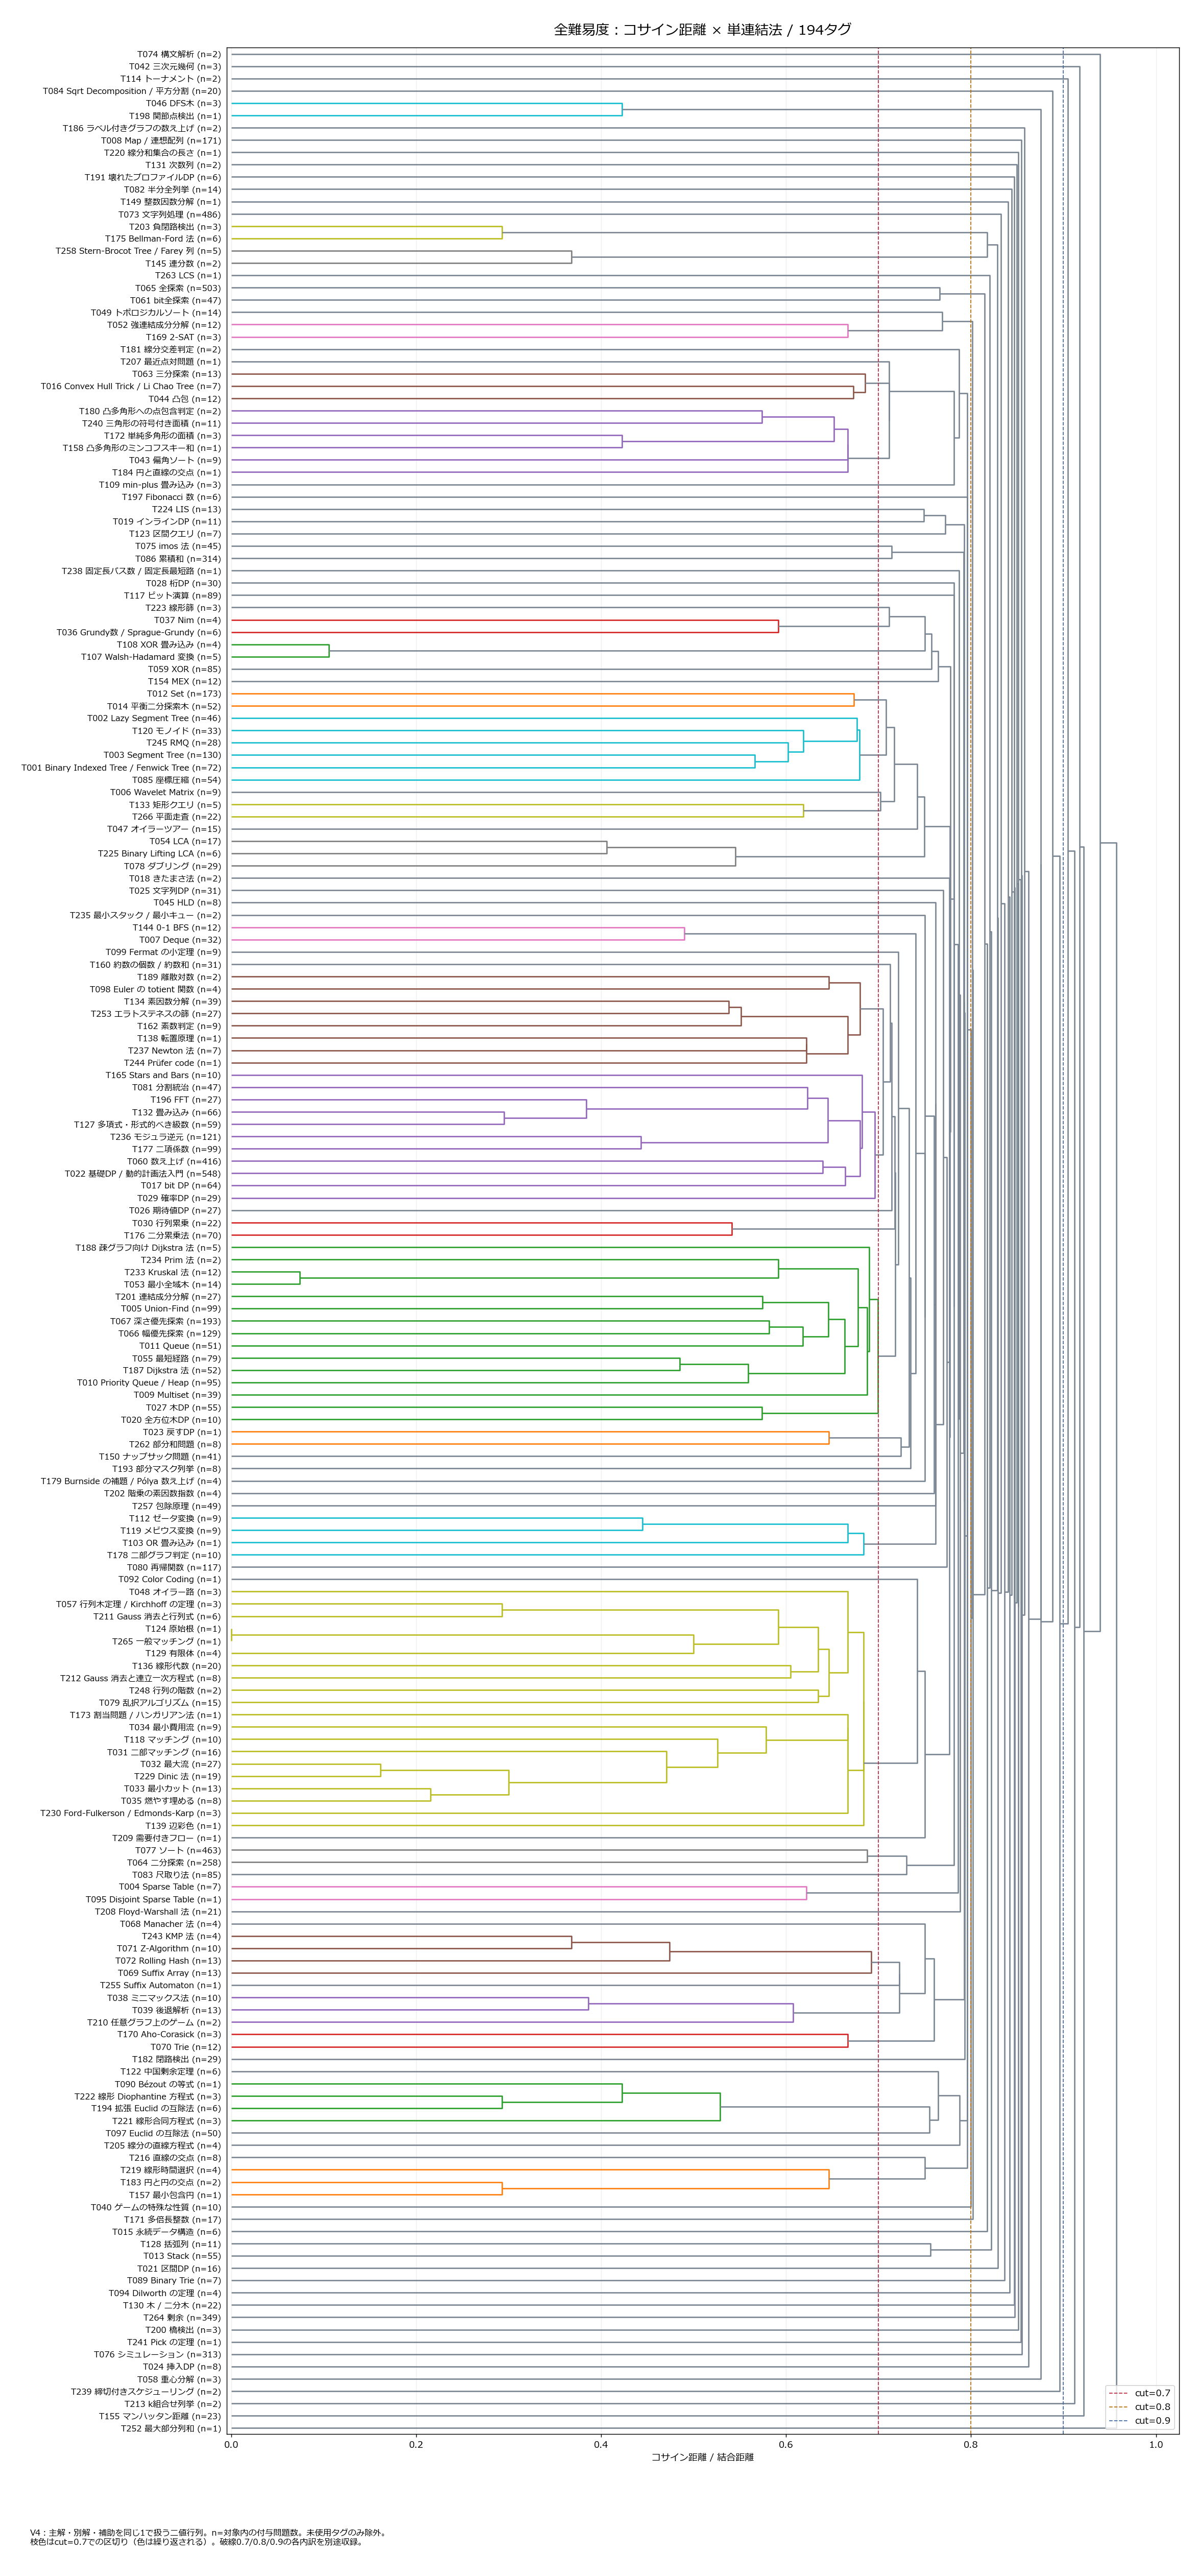 全難易度：コサイン距離 × 単連結法 / 194タグ
T074 構文解析 (n=2)
T042 三次元幾何 (n=3)
T114 トーナメント (n=2)
T084 Sqrt Decomposition / 平方分割 (n=20)
T046 DFS木 (n=3)
T198 関節点検出 (n=1)
T186 ラベル付きグラフの数え上げ (n=2)
T008 Map / 連想配列 (n=171)
T220 線分和集合の長さ (n=1)
T131 次数列 (n=2)
T191 壊れたプロファイルDP (n=6)
T082 半分全列挙 (n=14)
T149 整数因数分解 (n=1)
T073 文字列処理 (n=486)
T203 負閉路検出 (n=3)
T175 Bellman-Ford 法 (n=6)
T258 Stern-Brocot Tree / Farey 列 (n=5)
T145 連分数 (n=2)
T263 LCS (n=1)
T065 全探索 (n=503)
T061 bit全探索 (n=47)
T049 トポロジカルソート (n=14)
T052 強連結成分分解 (n=12)
T169 2-SAT (n=3)
T181 線分交差判定 (n=2)
T207 最近点対問題 (n=1)
T063 三分探索 (n=13)
T016 Convex Hull Trick / Li Chao Tree (n=7)
T044 凸包 (n=12)
T180 凸多角形への点包含判定 (n=2)
T240 三角形の符号付き面積 (n=11)
T172 単純多角形の面積 (n=3)
T158 凸多角形のミンコフスキー和 (n=1)
T043 偏角ソート (n=9)
T184 円と直線の交点 (n=1)
T109 min-plus 畳み込み (n=3)
T197 Fibonacci 数 (n=6)
T224 LIS (n=13)
T019 インラインDP (n=11)
T123 区間クエリ (n=7)
T075 imos 法 (n=45)
T086 累積和 (n=314)
T238 固定長パス数 / 固定長最短路 (n=1)
T028 桁DP (n=30)
T117 ビット演算 (n=89)
T223 線形篩 (n=3)
T037 Nim (n=4)
T036 Grundy数 / Sprague-Grundy (n=6)
T108 XOR 畳み込み (n=4)
T107 Walsh-Hadamard 変換 (n=5)
T059 XOR (n=85)
T154 MEX (n=12)
T012 Set (n=173)
T014 平衡二分探索木 (n=52)
T002 Lazy Segment Tree (n=46)
T120 モノイド (n=33)
T245 RMQ (n=28)
T003 Segment Tree (n=130)
T001 Binary Indexed Tree / Fenwick Tree (n=72)
T085 座標圧縮 (n=54)
T006 Wavelet Matrix (n=9)
T133 矩形クエリ (n=5)
T266 平面走査 (n=22)
T047 オイラーツアー (n=15)
T054 LCA (n=17)
T225 Binary Lifting LCA (n=6)
T078 ダブリング (n=29)
T018 きたまさ法 (n=2)
T025 文字列DP (n=31)
T045 HLD (n=8)
T235 最小スタック / 最小キュー (n=2)
T144 0-1 BFS (n=12)
T007 Deque (n=32)
T099 Fermat の小定理 (n=9)
T160 約数の個数 / 約数和 (n=31)
T189 離散対数 (n=2)
T098 Euler の totient 関数 (n=4)
T134 素因数分解 (n=39)
T253 エラトステネスの篩 (n=27)
T162 素数判定 (n=9)
T138 転置原理 (n=1)
T237 Newton 法 (n=7)
T244 Prüfer code (n=1)
T165 Stars and Bars (n=10)
T081 分割統治 (n=47)
T196 FFT (n=27)
T132 畳み込み (n=66)
T127 多項式・形式的べき級数 (n=59)
T236 モジュラ逆元 (n=121)
T177 二項係数 (n=99)
T060 数え上げ (n=416)
T022 基礎DP / 動的計画法入門 (n=548)
T017 bit DP (n=64)
T029 確率DP (n=29)
T026 期待値DP (n=27)
T030 行列累乗 (n=22)
T176 二分累乗法 (n=70)
T188 疎グラフ向け Dijkstra 法 (n=5)
T234 Prim 法 (n=2)
T233 Kruskal 法 (n=12)
T053 最小全域木 (n=14)
T201 連結成分分解 (n=27)
T005 Union-Find (n=99)
T067 深さ優先探索 (n=193)
T066 幅優先探索 (n=129)
T011 Queue (n=51)
T055 最短経路 (n=79)
T187 Dijkstra 法 (n=52)
T010 Priority Queue / Heap (n=95)
T009 Multiset (n=39)
T027 木DP (n=55)
T020 全方位木DP (n=10)
T023 戻すDP (n=1)
T262 部分和問題 (n=8)
T150 ナップサック問題 (n=41)
T193 部分マスク列挙 (n=8)
T179 Burnside の補題 / Pólya 数え上げ (n=4)
T202 階乗の素因数指数 (n=4)
T257 包除原理 (n=49)
T112 ゼータ変換 (n=9)
T119 メビウス変換 (n=9)
T103 OR 畳み込み (n=1)
T178 二部グラフ判定 (n=10)
T080 再帰関数 (n=117)
T092 Color Coding (n=1)
T048 オイラー路 (n=3)
T057 行列木定理 / Kirchhoff の定理 (n=3)
T211 Gauss 消去と行列式 (n=6)
T124 原始根 (n=1)
T265 一般マッチング (n=1)
T129 有限体 (n=4)
T136 線形代数 (n=20)
T212 Gauss 消去と連立一次方程式 (n=8)
T248 行列の階数 (n=2)
T079 乱択アルゴリズム (n=15)
T173 割当問題 / ハンガリアン法 (n=1)
T034 最小費用流 (n=9)
T118 マッチング (n=10)
T031 二部マッチング (n=16)
T032 最大流 (n=27)
T229 Dinic 法 (n=19)
T033 最小カット (n=13)
T035 燃やす埋める (n=8)
T230 Ford-Fulkerson / Edmonds-Karp (n=3)
T139 辺彩色 (n=1)
T209 需要付きフロー (n=1)
T077 ソート (n=463)
T064 二分探索 (n=258)
T083 尺取り法 (n=85)
T004 Sparse Table (n=7)
T095 Disjoint Sparse Table (n=1)
T208 Floyd-Warshall 法 (n=21)
T068 Manacher 法 (n=4)
T243 KMP 法 (n=4)
T071 Z-Algorithm (n=10)
T072 Rolling Hash (n=13)
T069 Suffix Array (n=13)
T255 Suffix Automaton (n=1)
T038 ミニマックス法 (n=10)
T039 後退解析 (n=13)
T210 任意グラフ上のゲーム (n=2)
T170 Aho-Corasick (n=3)
T070 Trie (n=12)
T182 閉路検出 (n=29)
T122 中国剰余定理 (n=6)
T090 Bézout の等式 (n=1)
T222 線形 Diophantine 方程式 (n=3)
T194 拡張 Euclid の互除法 (n=6)
T221 線形合同方程式 (n=3)
T097 Euclid の互除法 (n=50)
T205 線分の直線方程式 (n=4)
T216 直線の交点 (n=8)
T219 線形時間選択 (n=4)
T183 円と円の交点 (n=2)
T157 最小包含円 (n=1)
T040 ゲームの特殊な性質 (n=10)
T171 多倍長整数 (n=17)
T015 永続データ構造 (n=6)
T128 括弧列 (n=11)
T013 Stack (n=55)
T021 区間DP (n=16)
T089 Binary Trie (n=7)
T094 Dilworth の定理 (n=4)
T130 木 / 二分木 (n=22)
T264 剰余 (n=349)
T200 橋検出 (n=3)
T241 Pick の定理 (n=1)
T076 シミュレーション (n=313)
T024 挿入DP (n=8)
T058 重心分解 (n=3)
T239 締切付きスケジューリング (n=2)
T213 k組合せ列挙 (n=2)
T155 マンハッタン距離 (n=23)
T252 最大部分列和 (n=1)
cut=0.7
cut=0.8
cut=0.9
0.0 0.2 0.4 0.6 0.8 1.0
コサイン距離 / 結合距離
V4：主解・別解・補助を同じ1で扱う二値行列。n=対象内の付与問題数。未使用タグのみ除外。
枝色はcut=0.7での区切り（色は繰り返される）。破線0.7/0.8/0.9の各内訳を別途収録。